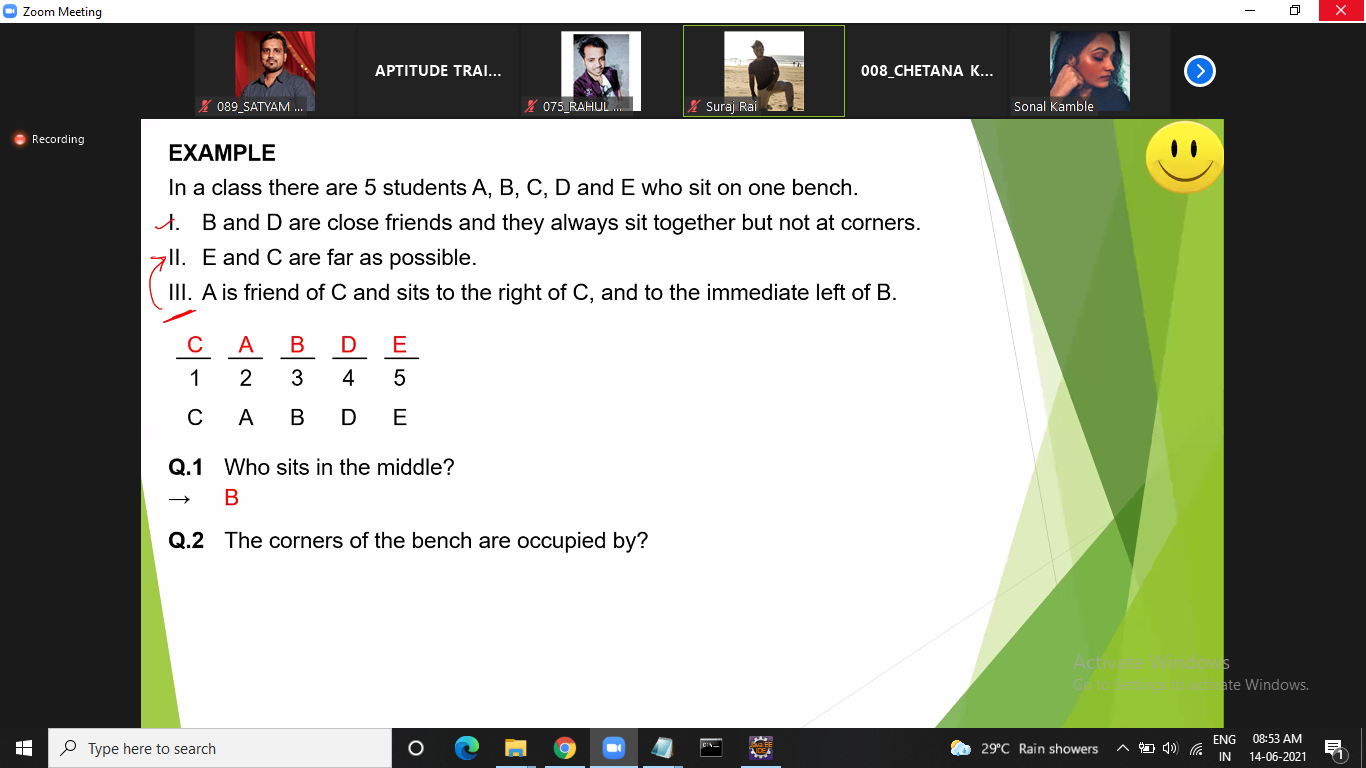 Zoom Meeting
089_SATYAM ...
APTITUDE TRAI...
075_RAHUL ...
Suraj Rai
008_CHETANA K...
Sonal Kamble
Recording
EXAMPLE
In a class there are 5 students A, B, C, D and E who sit on one bench.
I. B and D are close friends and they always sit together but not at corners.
II. E and C are far as possible.
III. A is friend of C and sits to the right of C, and to the immediate left of B.
C A B D E
1 2 3 4 5
C A B D E
Q.1 Who sits in the middle?
→ B
Q.2 The corners of the bench are occupied by?
Activate Windows
Go to Settings to activate Windows.
Type here to search
29°C Rain showers
ENG
IN
08:53 AM
14-06-2021
1